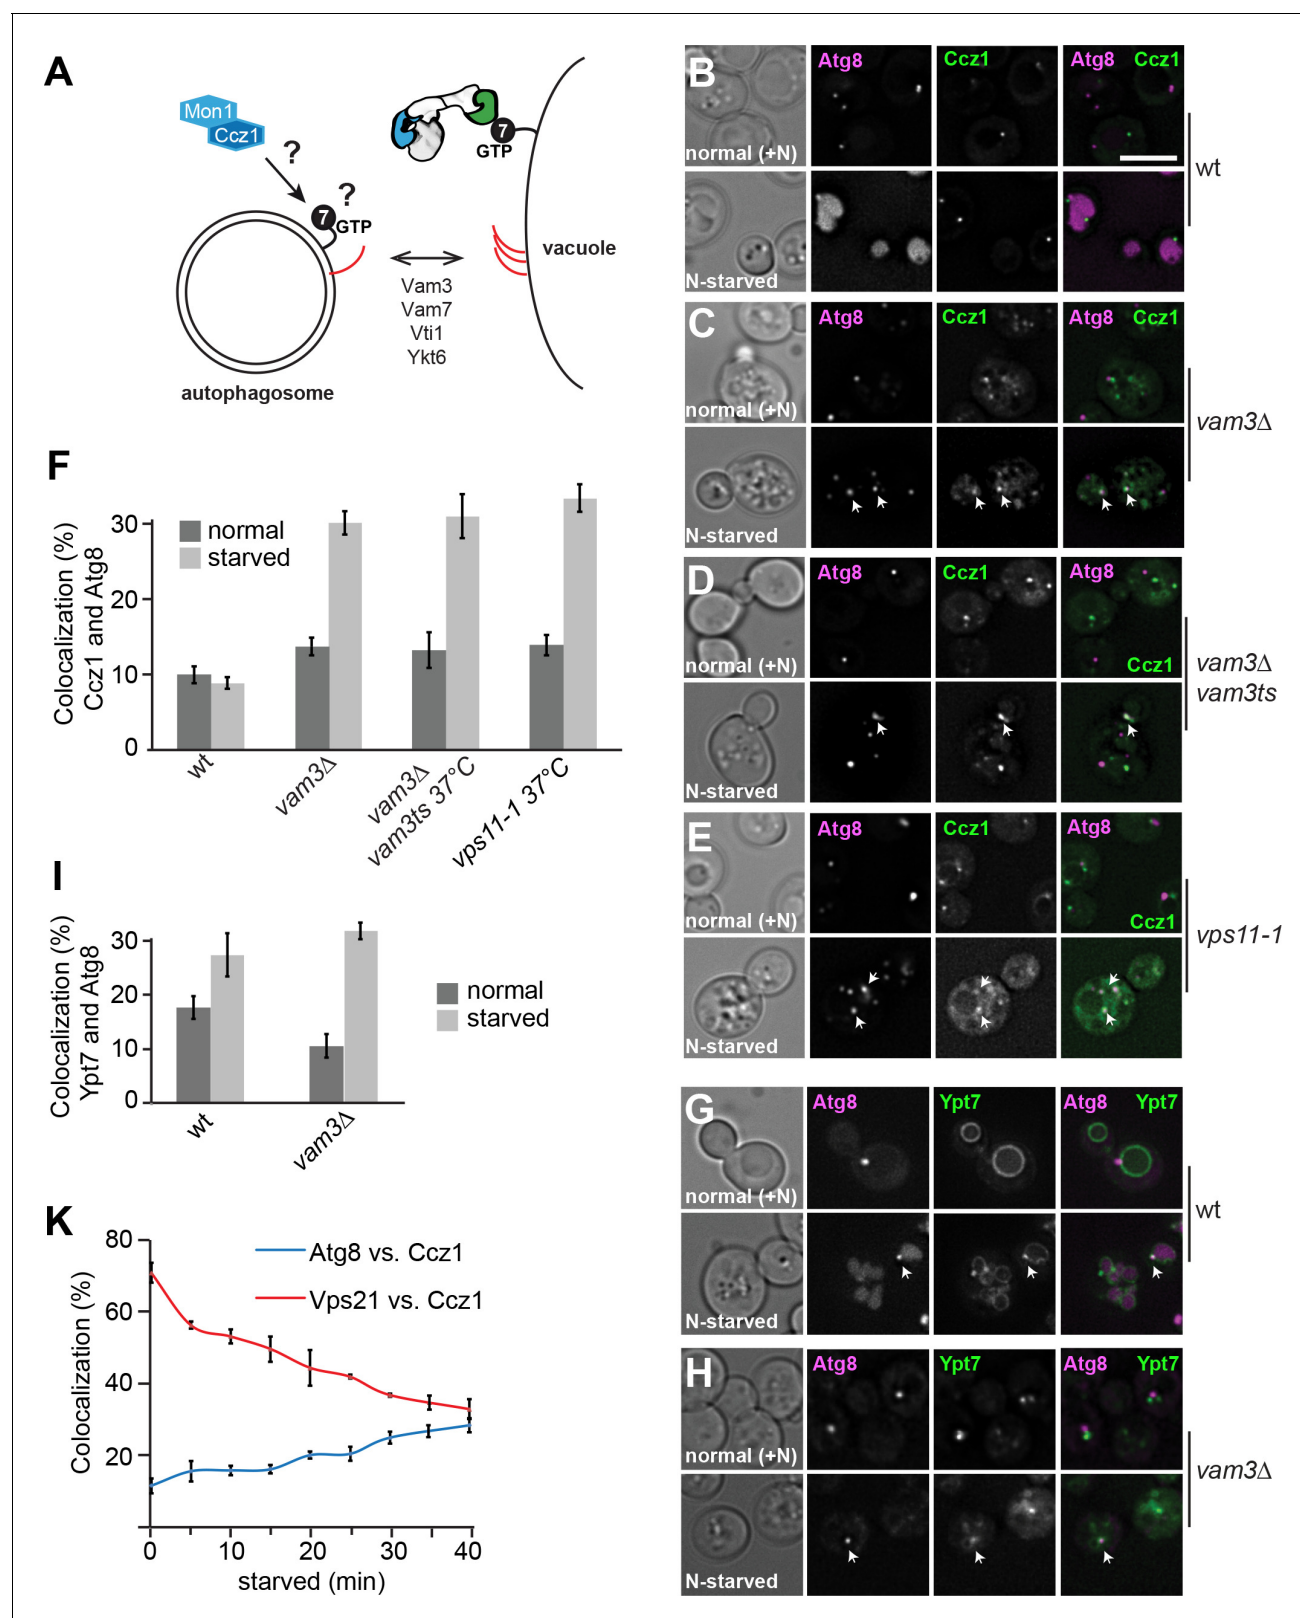 A
Mon1
Ccz1
?
?
7
GTP
7
GTP
vacuole
Vam3
Vam7
Vti1
Ykt6
autophagosome
B
Atg8
Ccz1
Atg8 Ccz1
normal (+N)
N-starved
wt
C
Atg8
Ccz1
Atg8 Ccz1
normal (+N)
N-starved
vam3Δ
D
Atg8
Ccz1
Atg8
Ccz1
normal (+N)
N-starved
vam3Δ
vam3ts
E
Atg8
Ccz1
Atg8
Ccz1
normal (+N)
N-starved
vps11-1
F
Colocalization (%)
Ccz1 and Atg8
30
20
10
0
normal
starved
wt
vam3Δ
vam3Δ
vam3ts 37°C
vps11-1 37°C
G
Atg8
Ypt7
Atg8 Ypt7
normal (+N)
N-starved
wt
H
Atg8
Ypt7
Atg8 Ypt7
normal (+N)
N-starved
vam3Δ
I
Colocalization (%)
Ypt7 and Atg8
30
20
10
0
normal
starved
wt
vam3Δ
K
Colocalization (%)
80
60
40
20
Atg8 vs. Ccz1
Vps21 vs. Ccz1
0 10 20 30 40
starved (min)